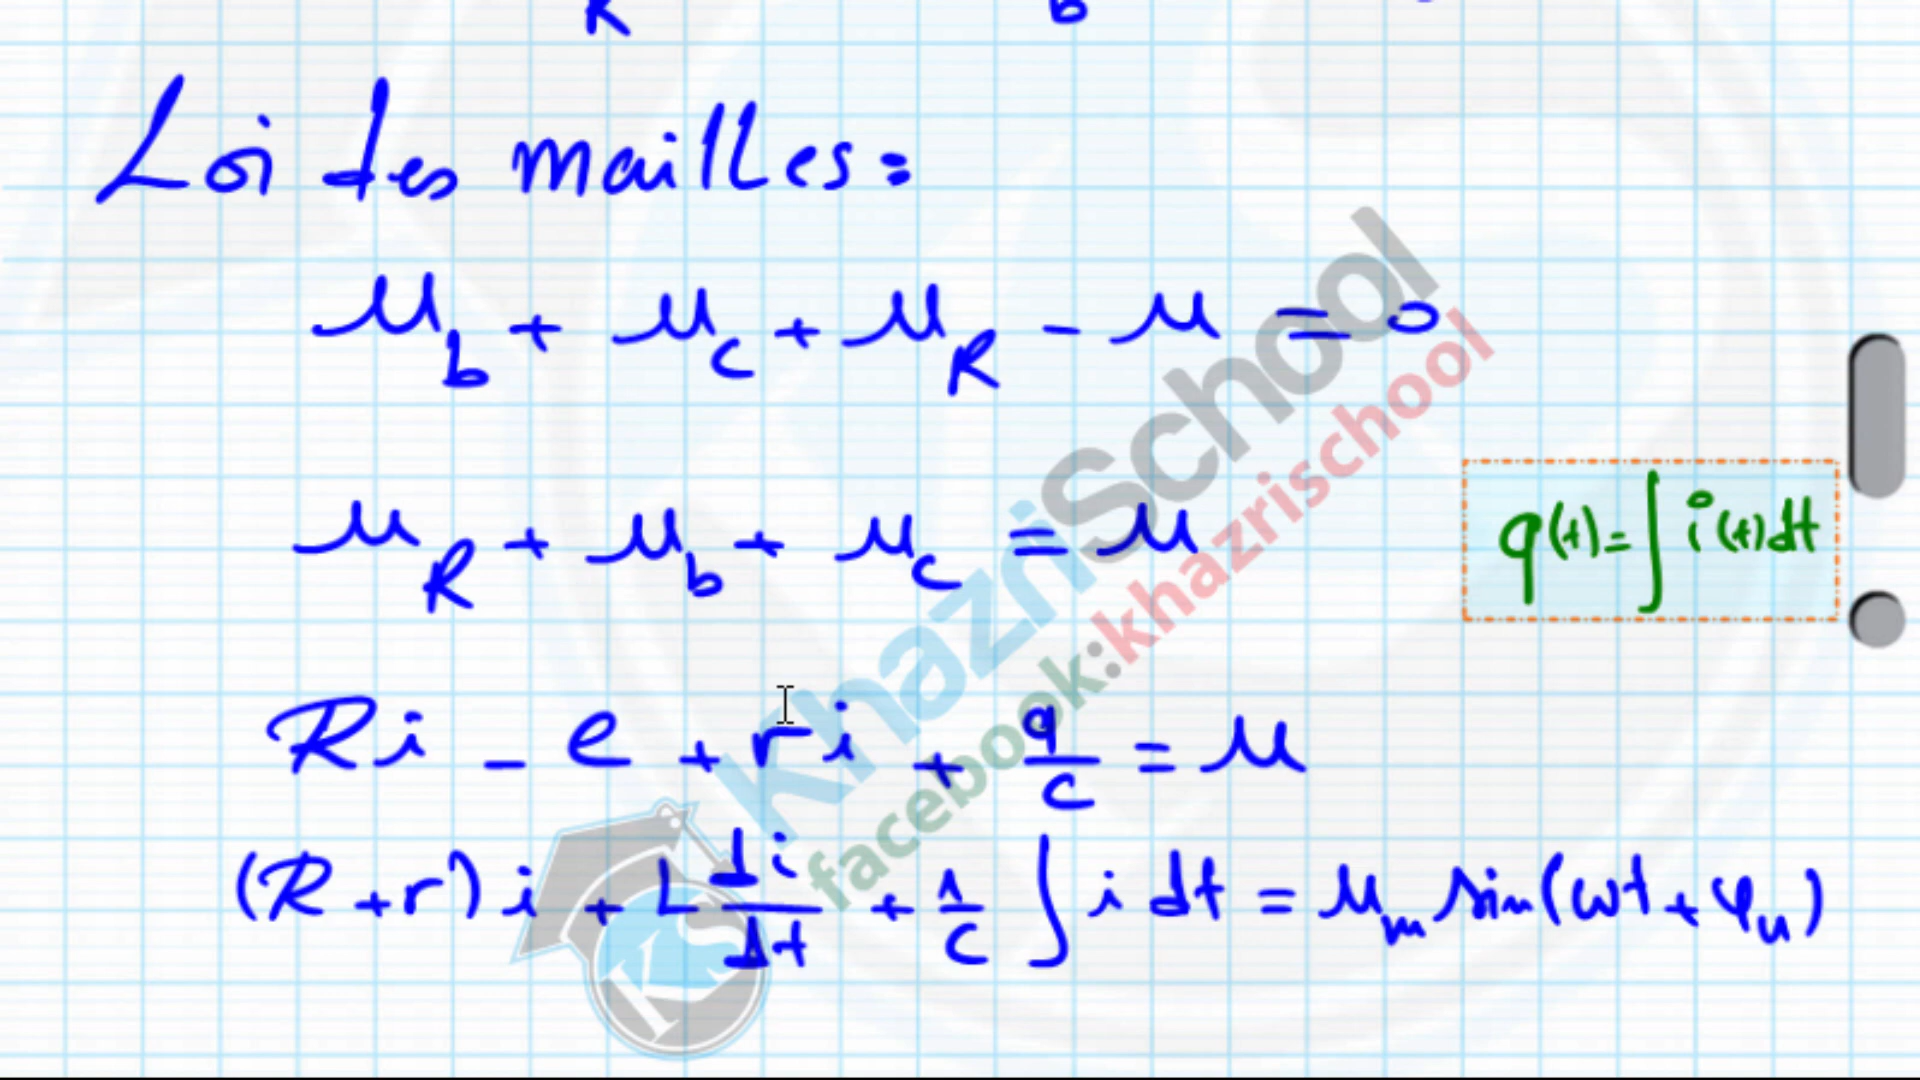 R b
Loi des mailles:
u_b + u_c + u_R - u = 0
u_R + u_b + u_c = u
q(t) = ∫ i(t) dt
Ri - e + ri + q/c = u
(R + r) i + L di/dt + 1/c ∫ i dt = u_m sin(ωt + φ_u)
KhazriSchool
facebook:khazrischool
KS